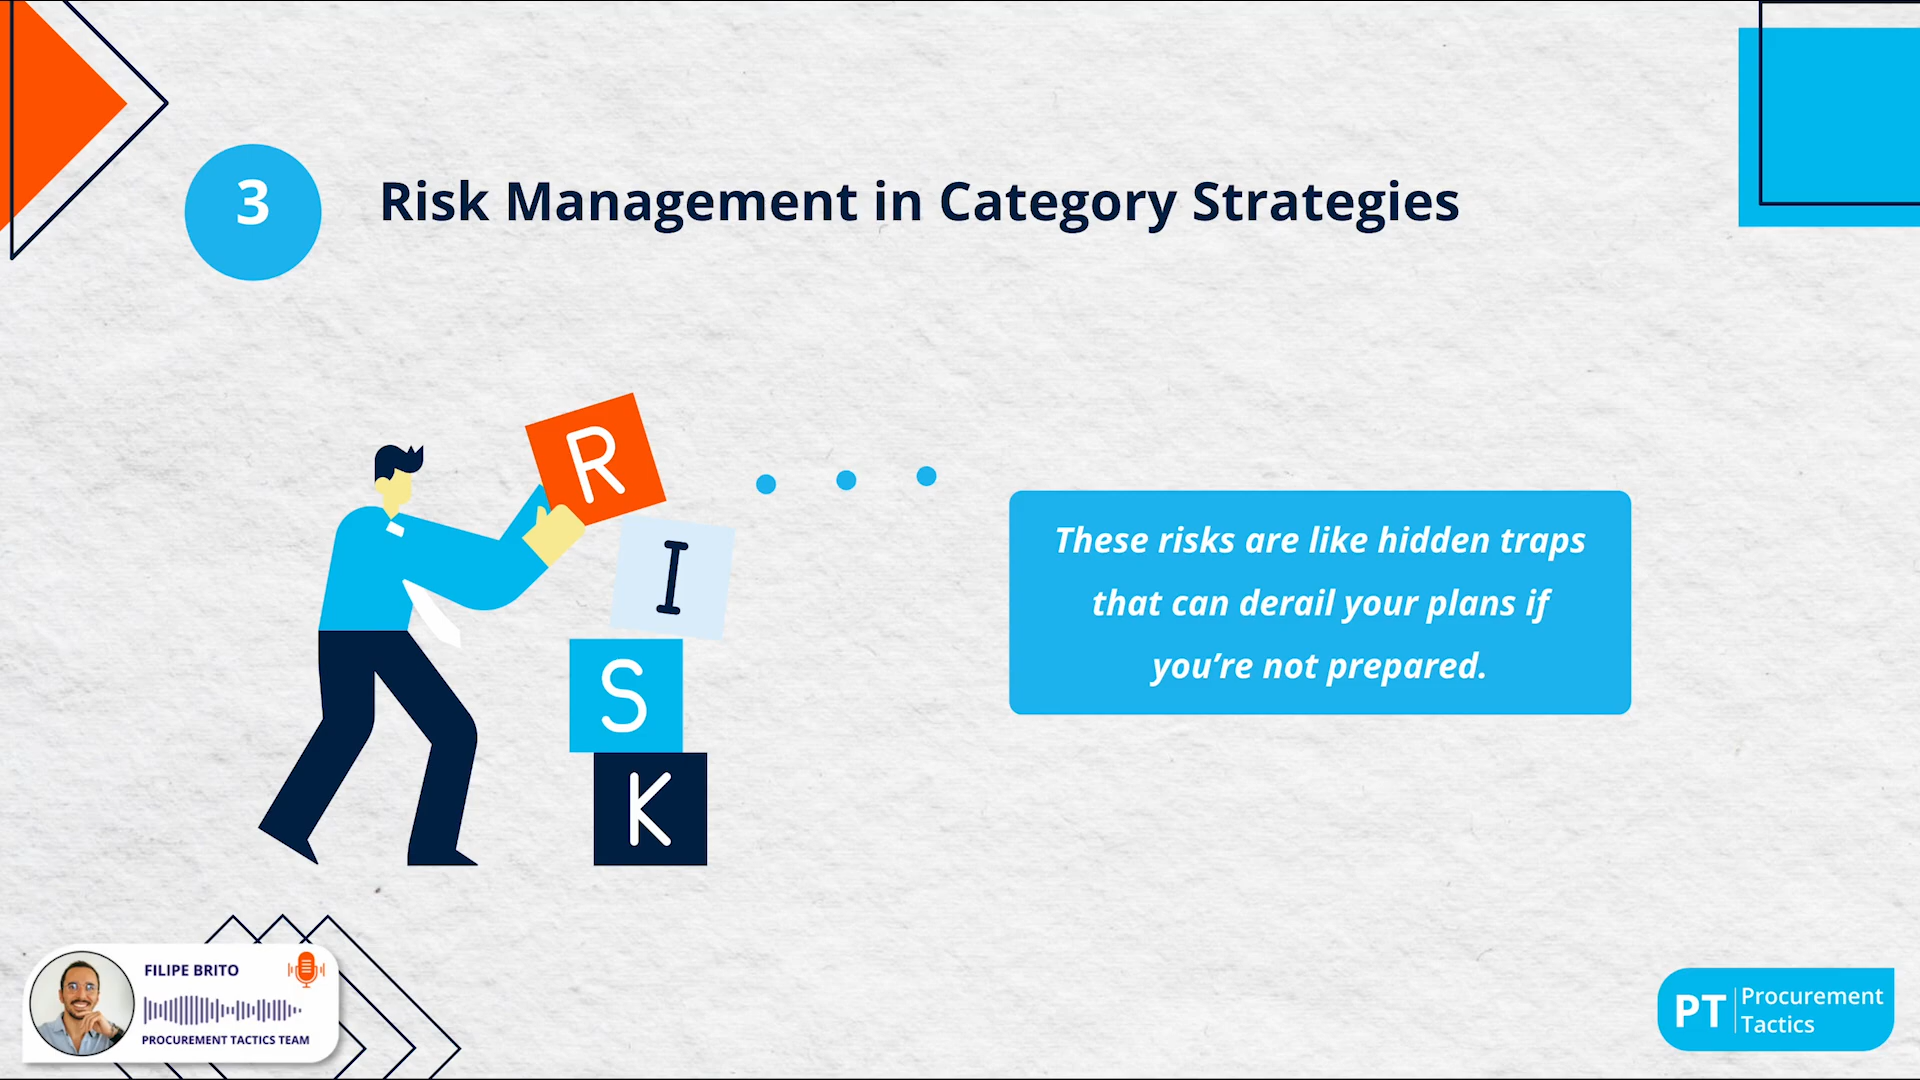 3
Risk Management in Category Strategies
R
I
S
K
These risks are like hidden traps
that can derail your plans if
you’re not prepared.
FILIPE BRITO
PROCUREMENT TACTICS TEAM
PT
Procurement
Tactics